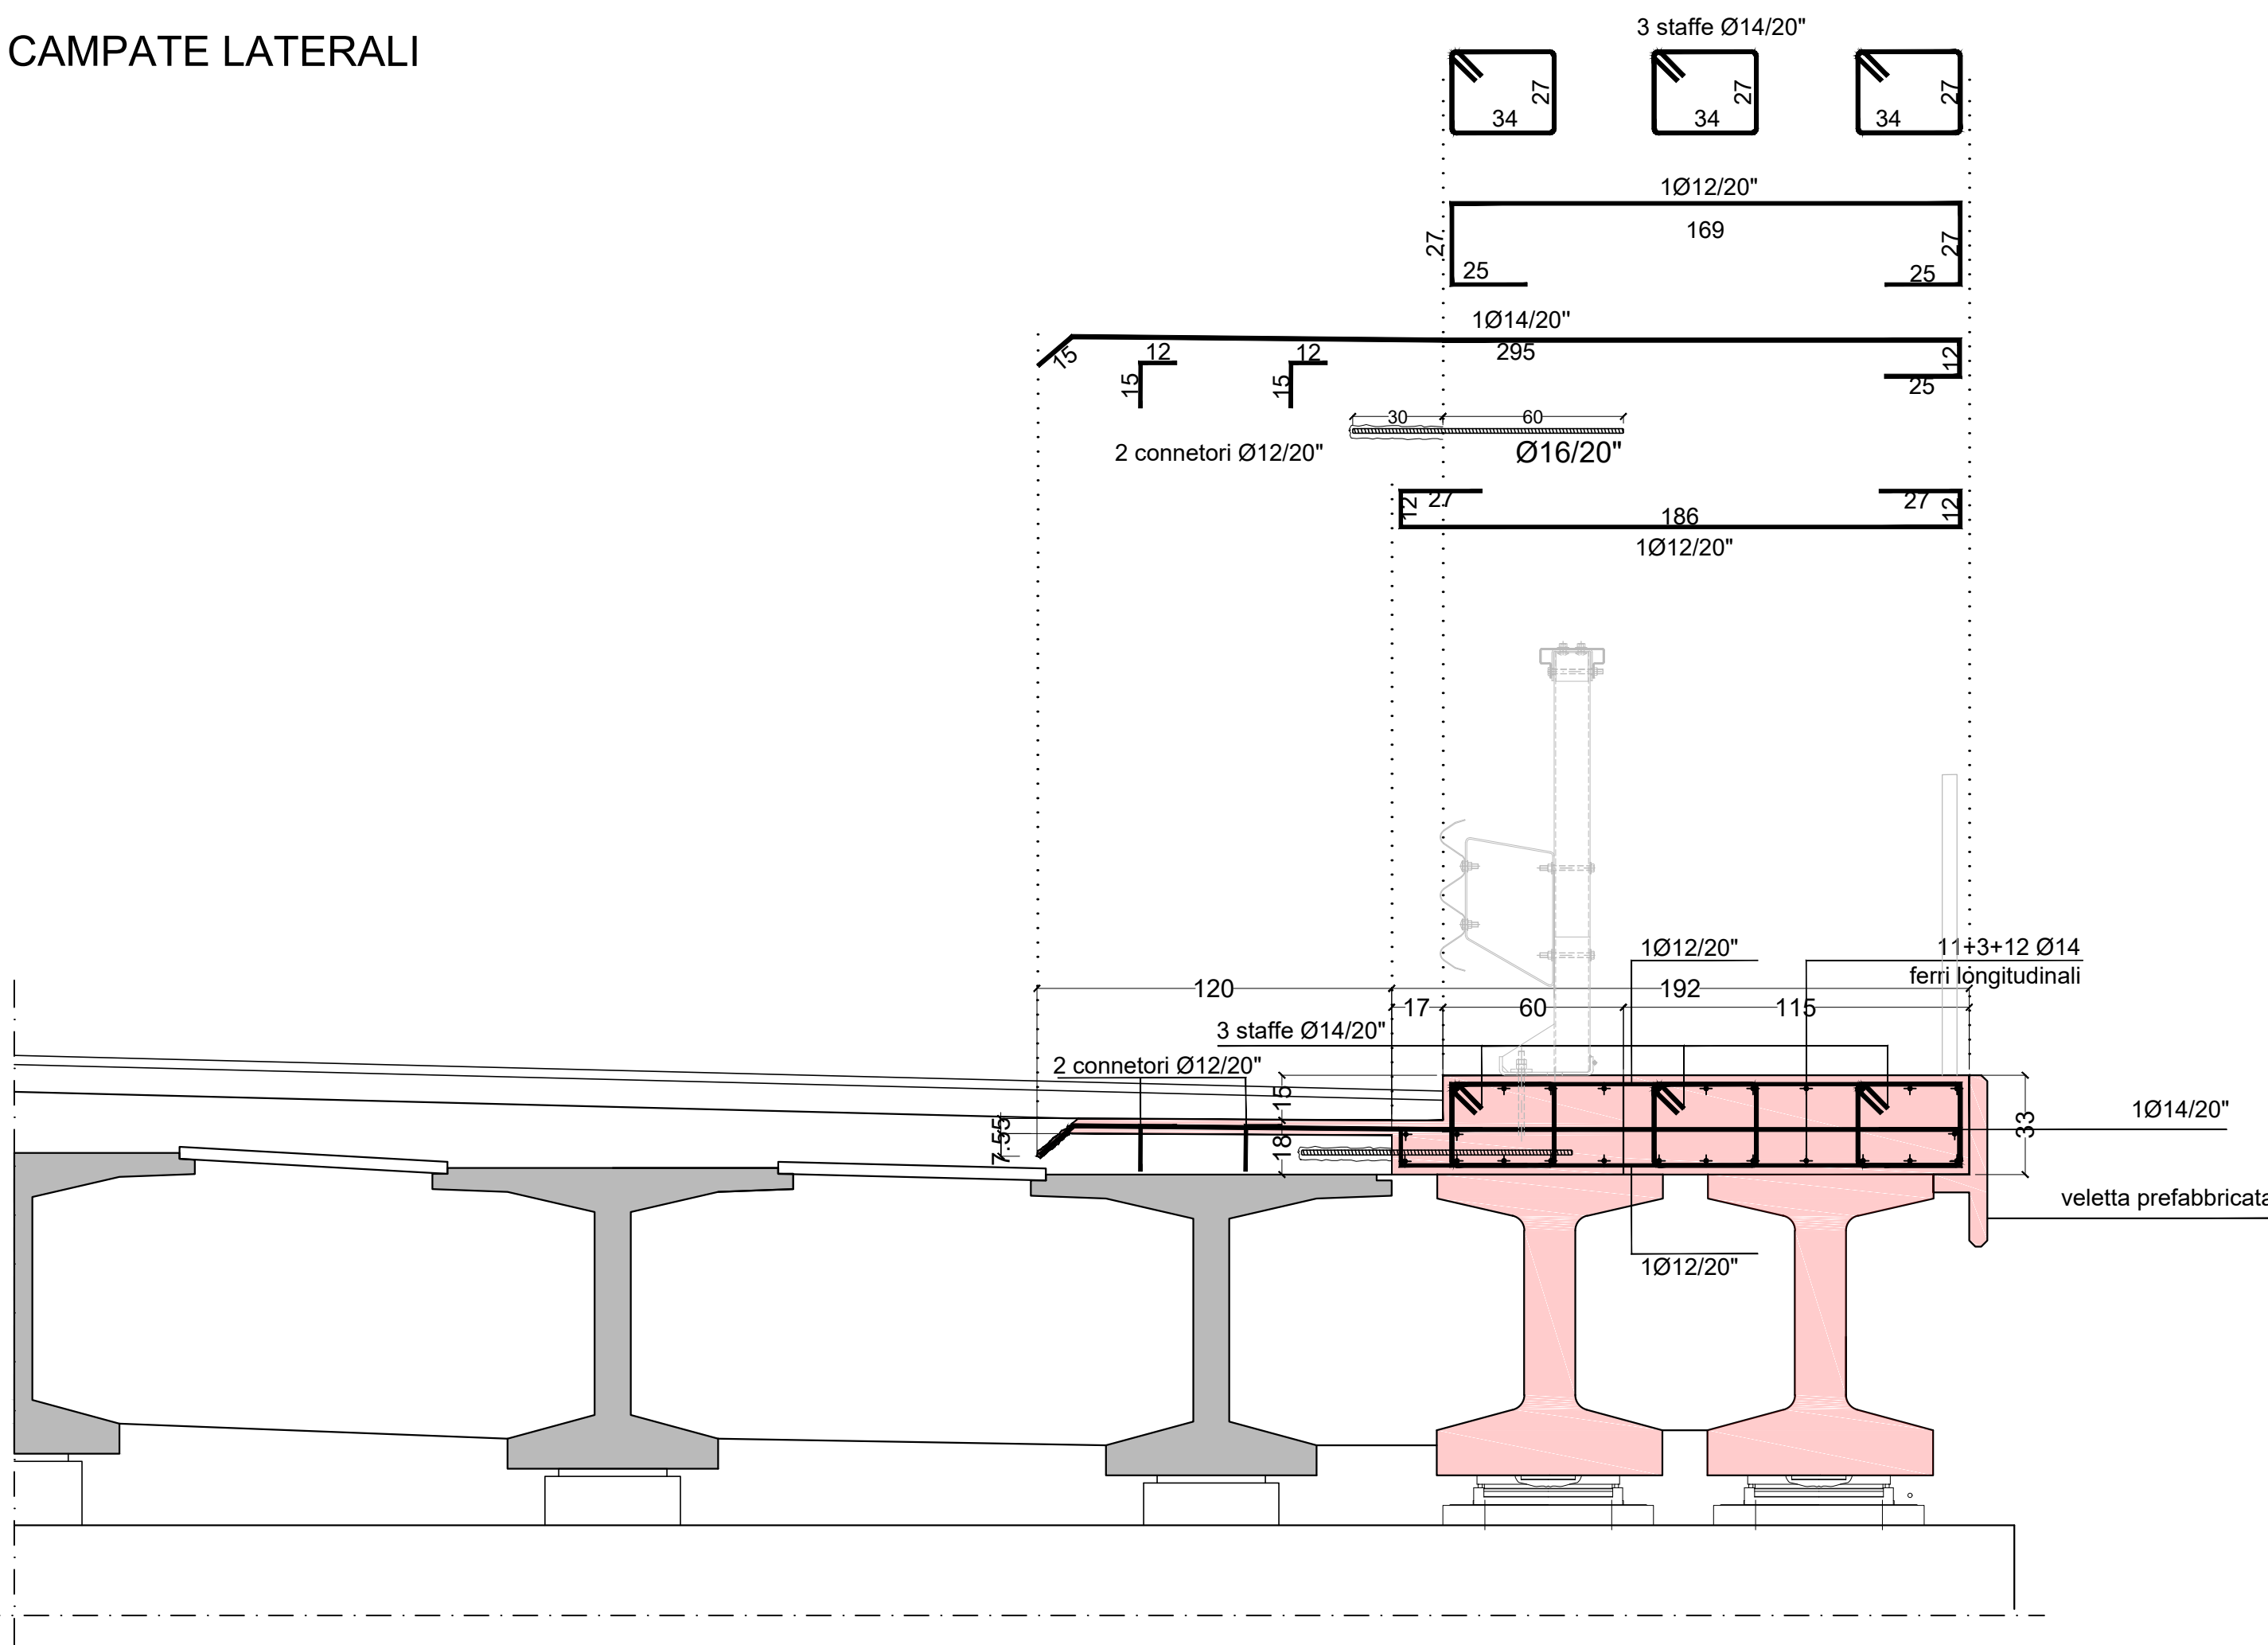 CAMPATE LATERALI
3 staffe Ø14/20"
27 27 27
34 34 34
1Ø12/20"
169
27 27
25 25
1Ø14/20"
295
15 12 12 12
15 15 25
30 60
2 connetori Ø12/20"
Ø16/20"
12 27 27 12
186
1Ø12/20"
1Ø12/20"
11+3+12 Ø14
ferri longitudinali
120 192
17 60 115
3 staffe Ø14/20"
2 connetori Ø12/20"
15
1Ø14/20"
33
18
veletta prefabbricata
1Ø12/20"